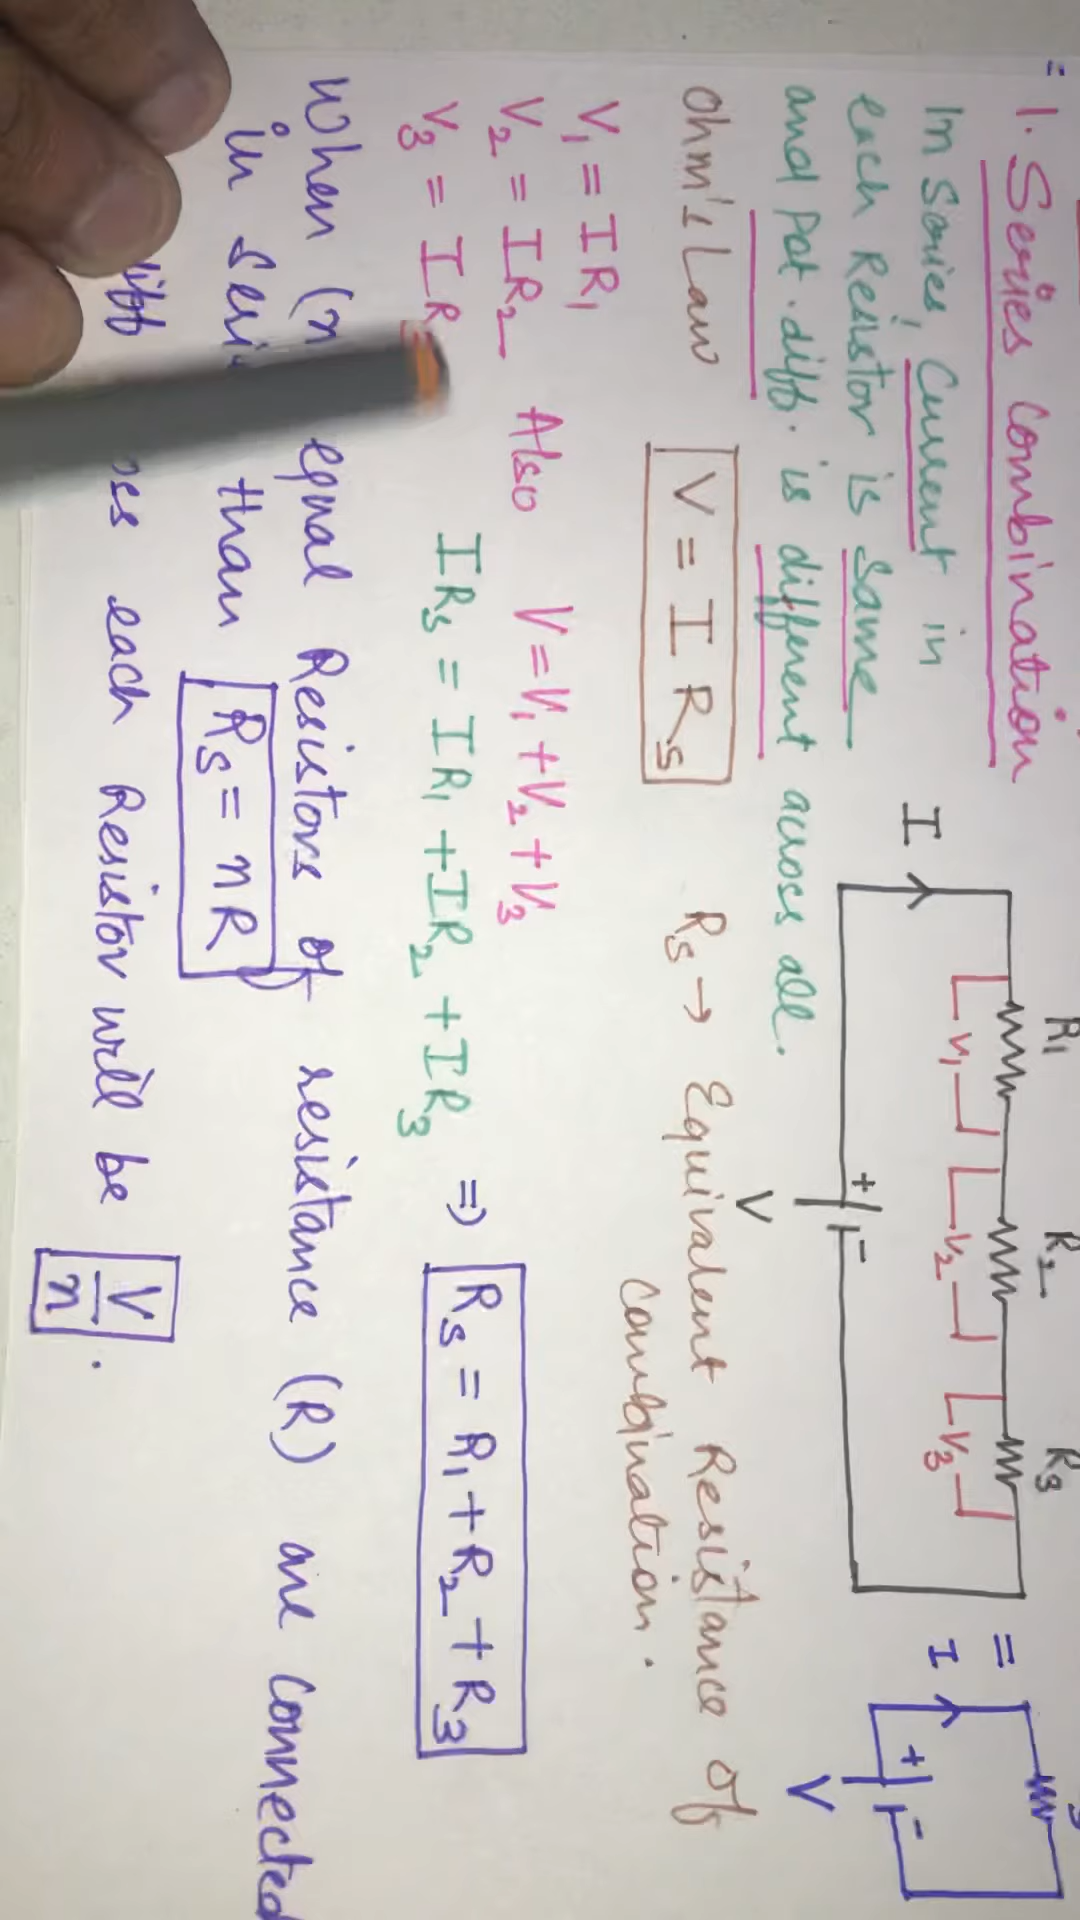 1. Series Combination
In Series, Current in
each Resistor is Same
and pot. diff. is different across all.
Ohm's Law V = I Rs Rs → Equivalent Resistance of
Combination.
V1 = IR1
V2 = IR2 Also V = V1 + V2 + V3
V3 = IR
IRs = IR1 + IR2 + IR3 ⇒ Rs = R1 + R2 + R3
When (n equal Resistors of resistance (R) are connected
in Seri than Rs = nR
each Resistor will be V/n.
R1 R2 R3
I V1 V2 V3 = I
+ - + -
V V